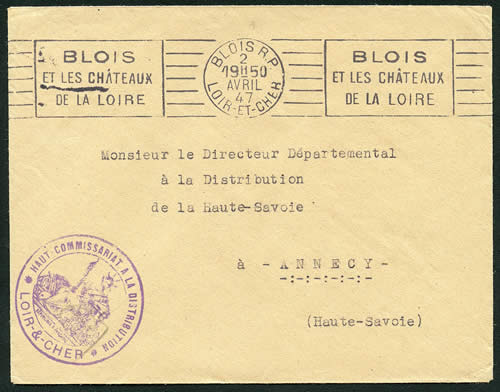 BLOIS
ET LES CHÂTEAUX
DE LA LOIRE
BLOIS R.P.
2
19H50
AVRIL
47
LOIR-ET-CHER
BLOIS
ET LES CHÂTEAUX
DE LA LOIRE
Monsieur le Directeur Départemental
à la Distribution
de la Haute-Savoie
à - ANNECY -
-:-:-:-:-:-
(Haute-Savoie)
* HAUT-COMMISSARIAT A LA DISTRIBUTION *
LOIR-&-CHER